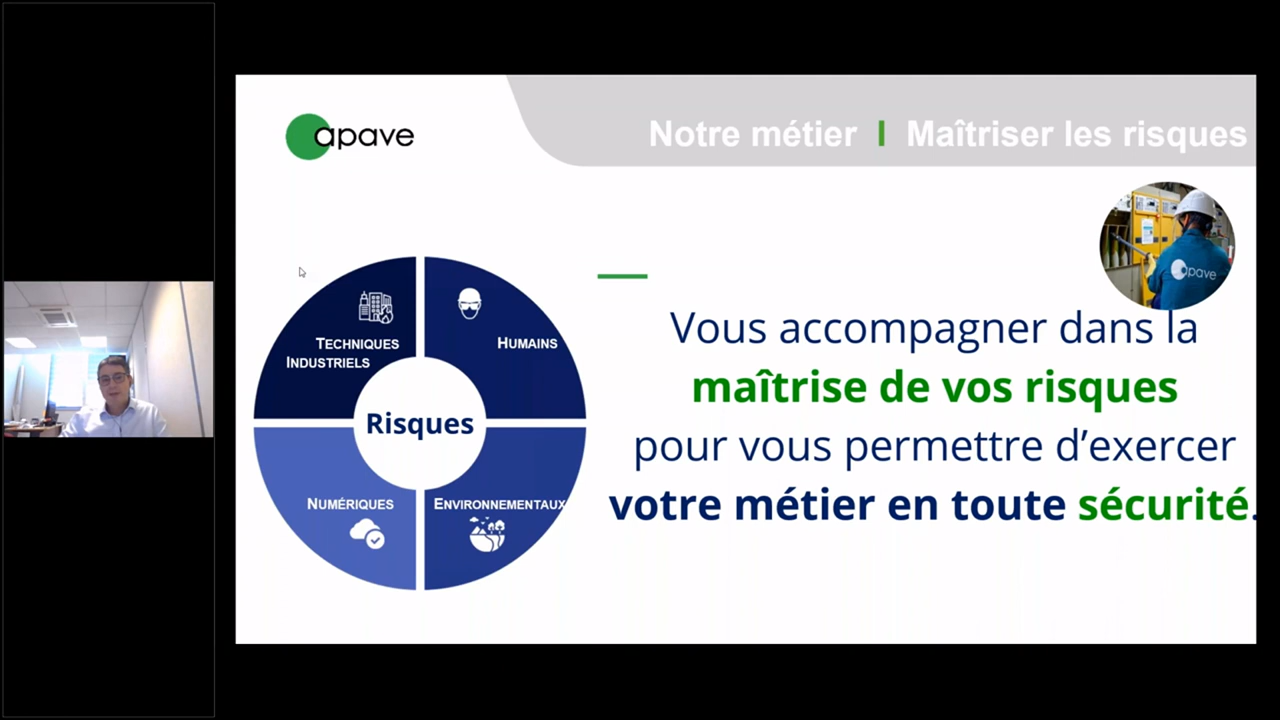 apave
Notre métier | Maîtriser les risques
apave
TECHNIQUES
INDUSTRIELS
HUMAINS
Risques
NUMÉRIQUES
ENVIRONNEMENTAUX
Vous accompagner dans la
maîtrise de vos risques
pour vous permettre d’exercer
votre métier en toute sécurité.